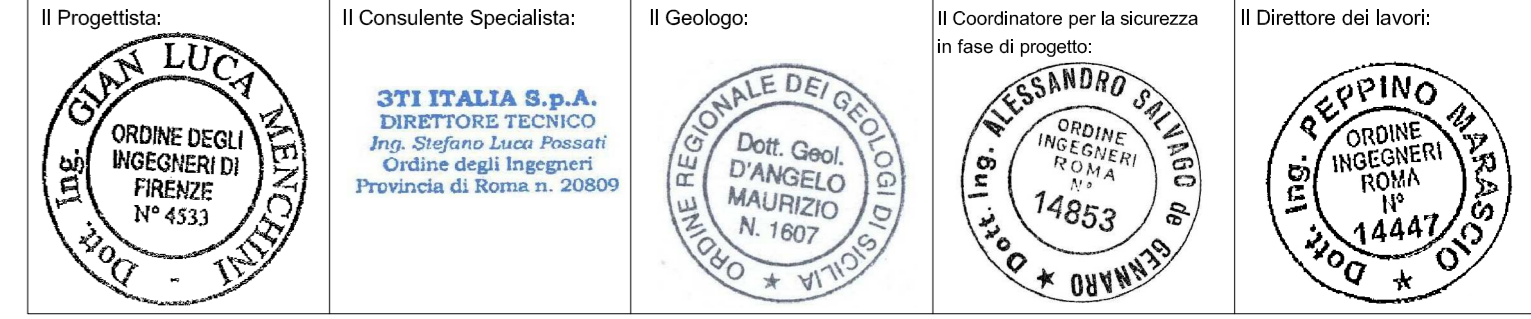 Il Progettista:
Dott. Ing. GIAN LUCA MENCHINI -
ORDINE DEGLI
INGEGNERI DI
FIRENZE
N° 4533
Il Consulente Specialista:
3TI ITALIA S.p.A.
DIRETTORE TECNICO
Ing. Stefano Luca Possati
Ordine degli Ingegneri
Provincia di Roma n. 20809
Il Geologo:
ORDINE REGIONALE DEI GEOLOGI DI SICILIA ★
Dott. Geol.
D'ANGELO
MAURIZIO
N. 1607
Il Coordinatore per la sicurezza
in fase di progetto:
Dott. Ing. ALESSANDRO SALVAGO de GENNARO ★
ORDINE
INGEGNERI
ROMA
N°
14853
Il Direttore dei lavori:
Dott. Ing. PEPPINO MARASCIO ★
ORDINE
INGEGNERI
ROMA
N°
14447